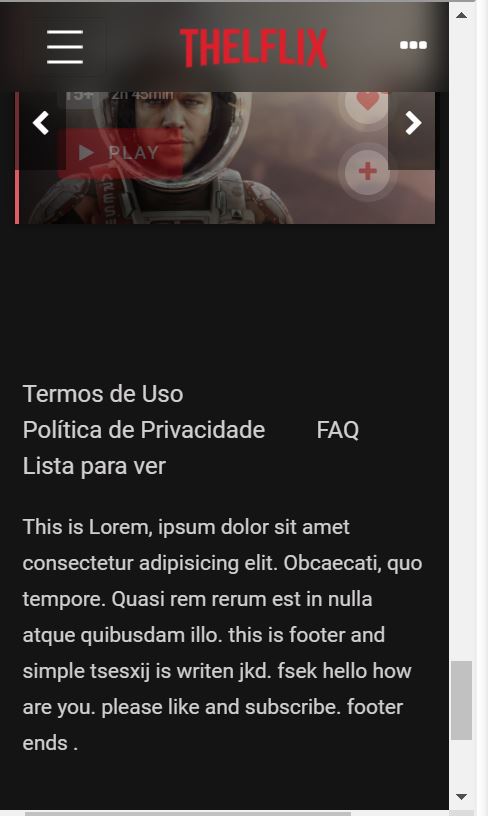 THELFLIX
15+ 2h 45min
PLAY
Termos de Uso
Política de Privacidade FAQ
Lista para ver
This is Lorem, ipsum dolor sit amet
consectetur adipisicing elit. Obcaecati, quo
tempore. Quasi rem rerum est in nulla
atque quibusdam illo. this is footer and
simple tsesxij is writen jkd. fsek hello how
are you. please like and subscribe. footer
ends .